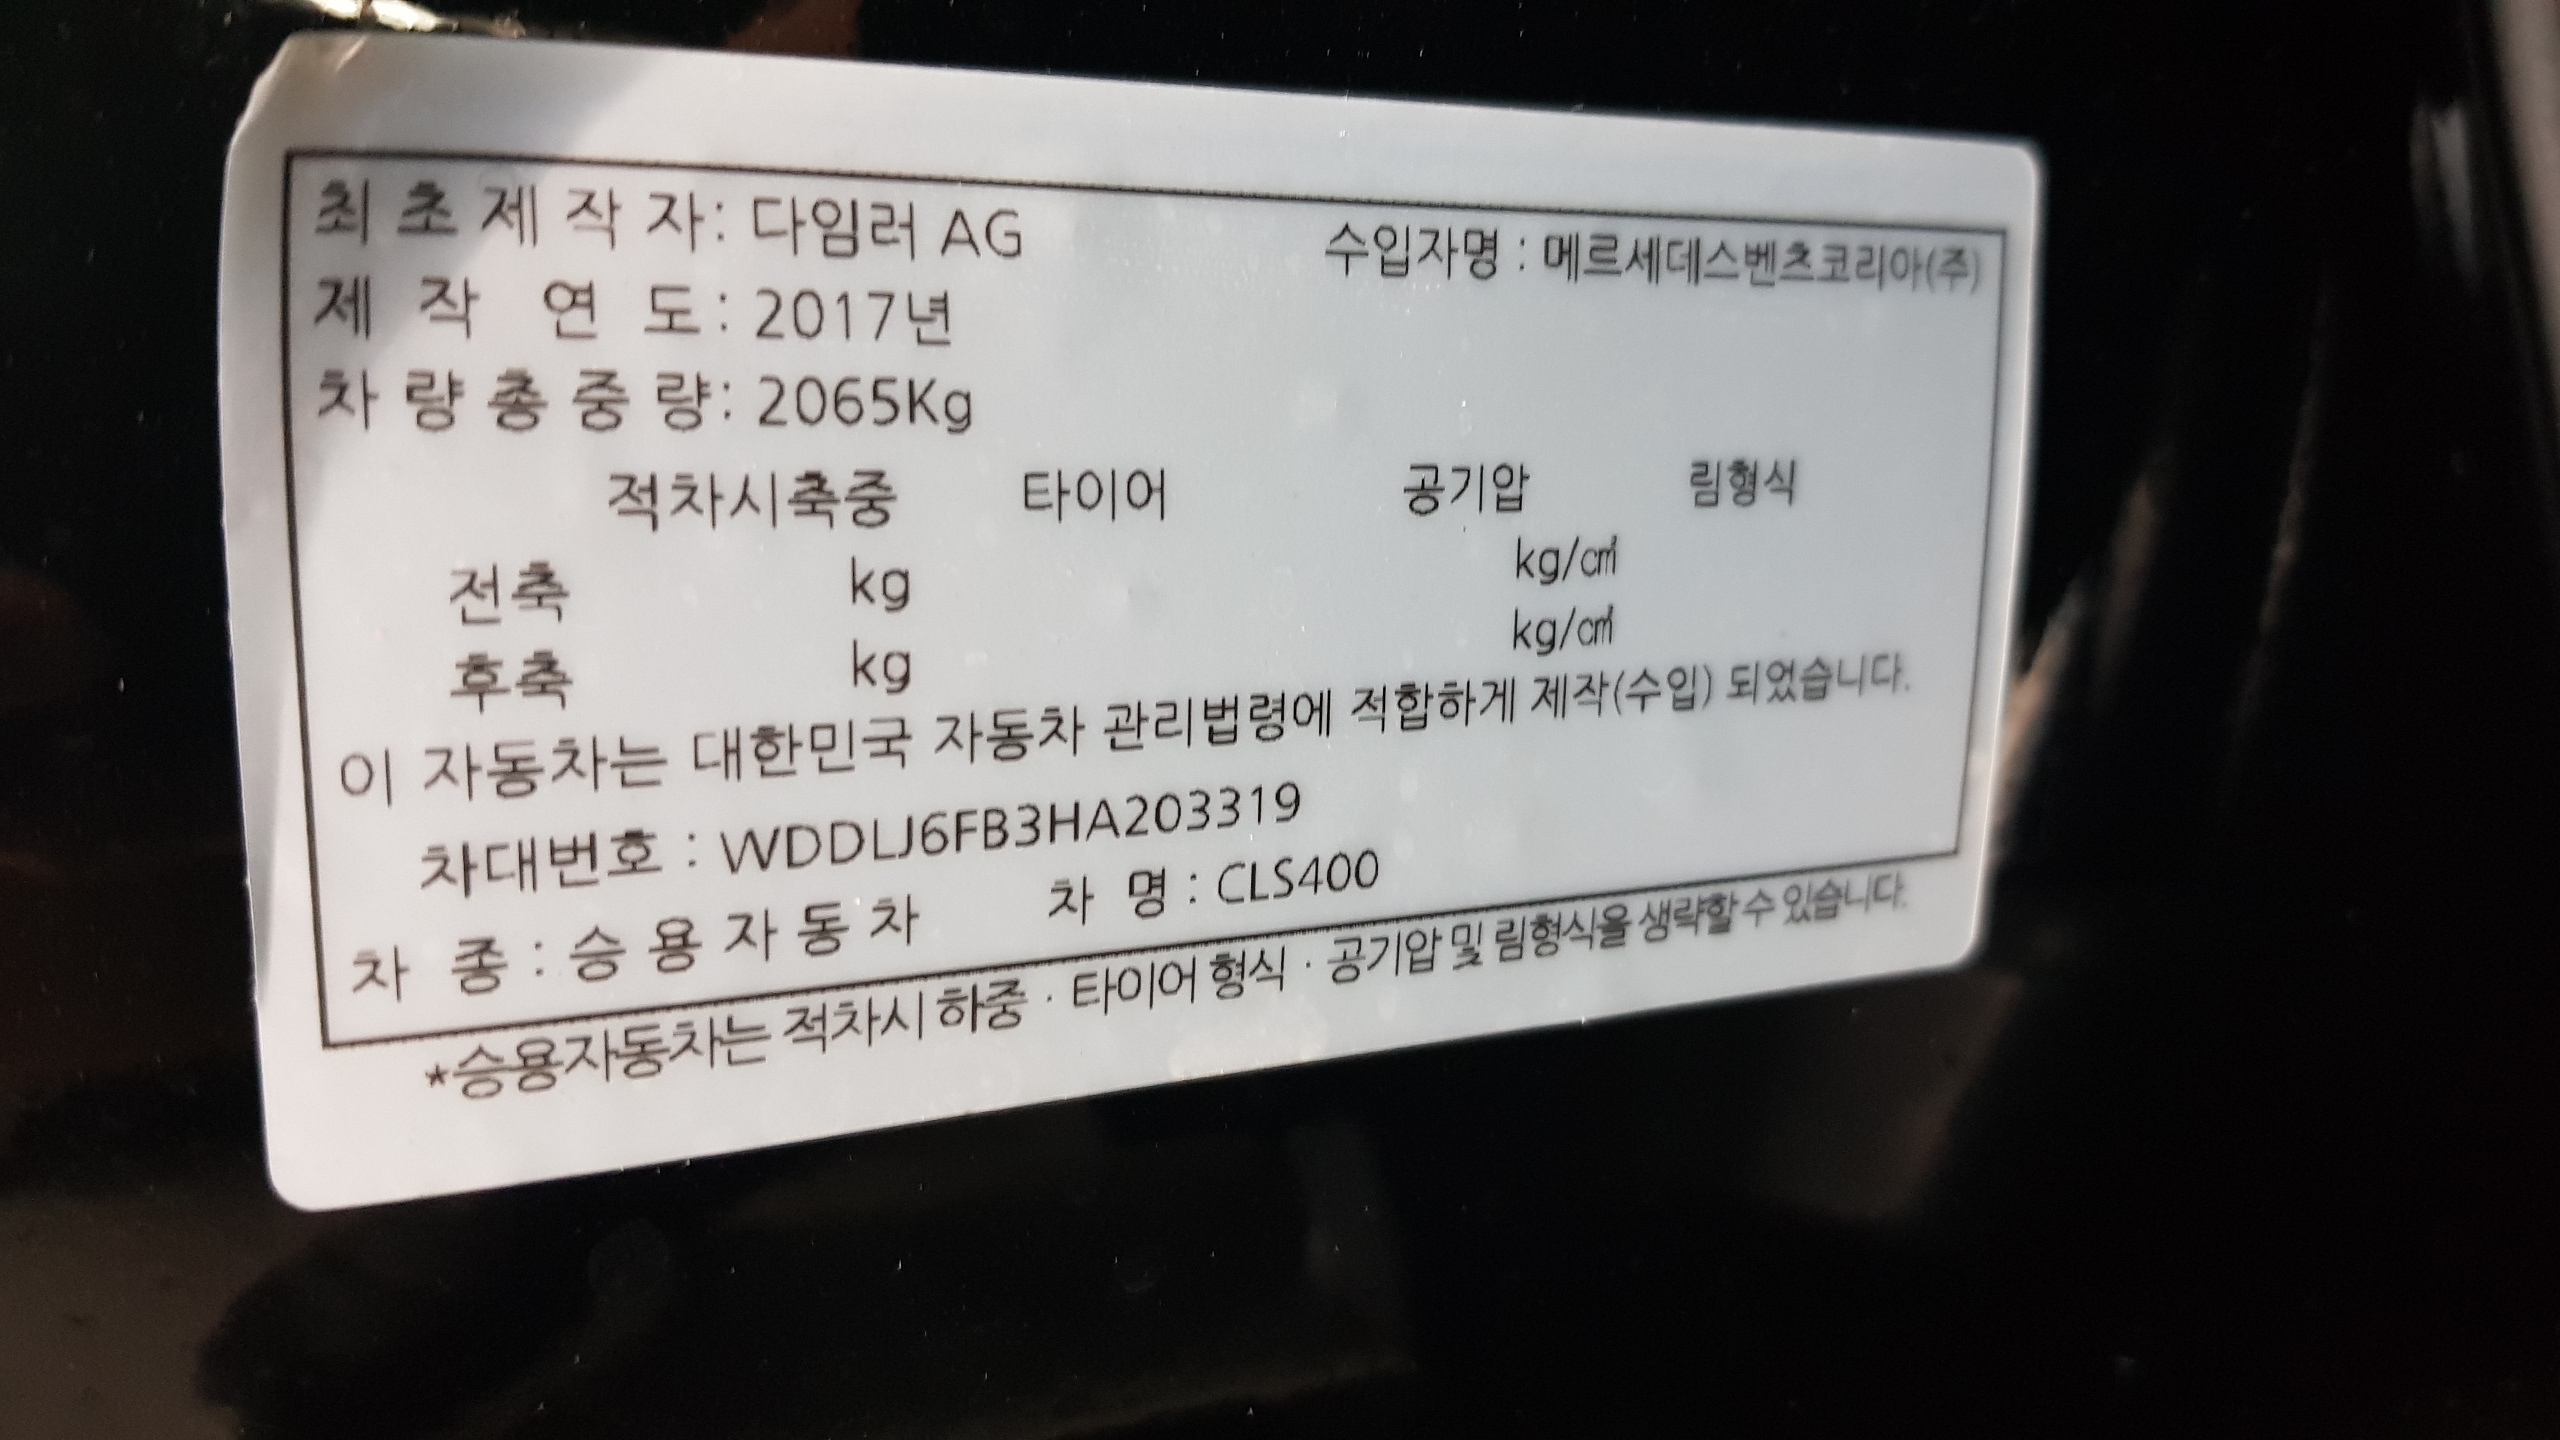 최초제작자: 다임러 AG 수입자명 : 메르세데스벤츠코리아(주)
제작연도: 2017년
차량총중량: 2065Kg
적차시축중 타이어 공기압 림형식
전축 kg kg/㎠
후축 kg kg/㎠
이 자동차는 대한민국 자동차 관리법령에 적합하게 제작(수입) 되었습니다.
차대번호 : WDDLJ6FB3HA203319
차 종 : 승용자동차 차 명 : CLS400
*승용자동차는 적차시 하중 · 타이어 형식 · 공기압 및 림형식을 생략할 수 있습니다.